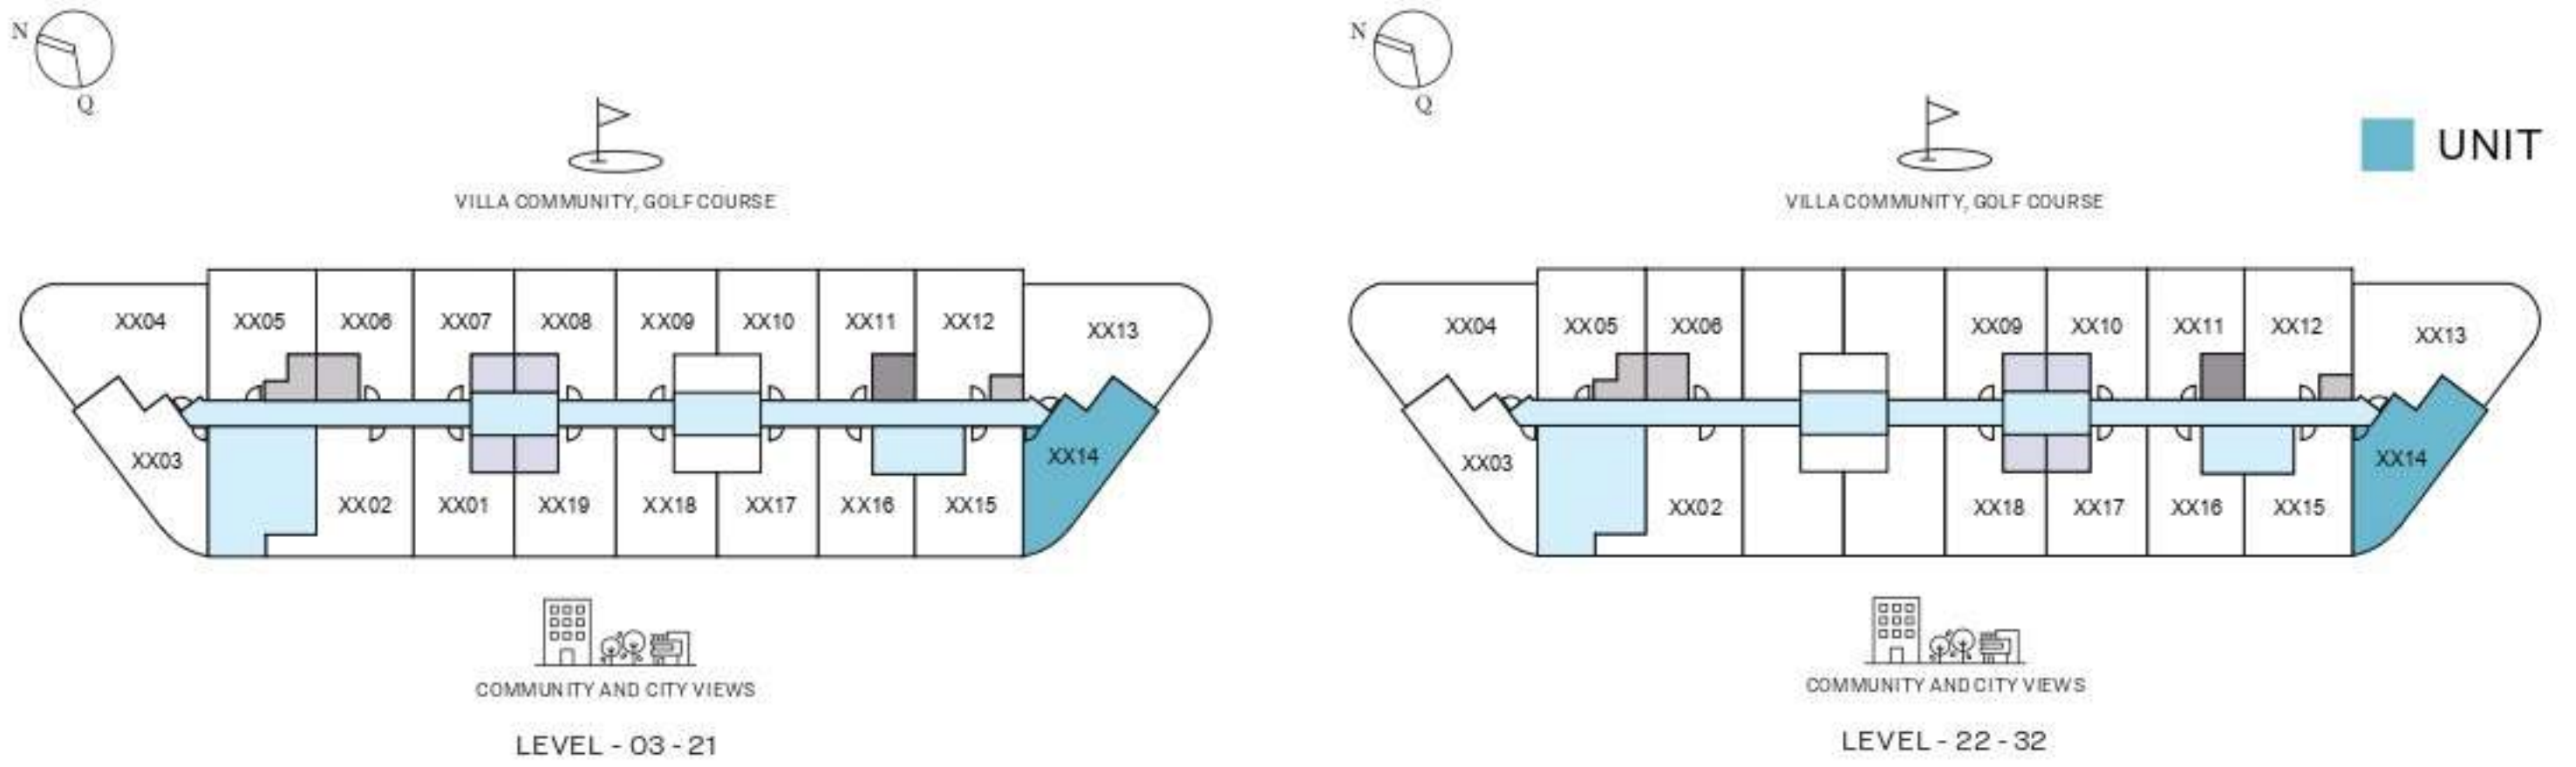 N
Q
VILLA COMMUNITY, GOLF COURSE
XX04
XX05
XX06
XX07
XX08
XX09
XX10
XX11
XX12
XX13
XX03
XX02
XX01
XX19
XX18
XX17
XX16
XX15
XX14
COMMUNITY AND CITY VIEWS
LEVEL - 03 - 21
N
Q
VILLA COMMUNITY, GOLF COURSE
UNIT
XX04
XX05
XX06
XX09
XX10
XX11
XX12
XX13
XX03
XX02
XX18
XX17
XX16
XX15
XX14
COMMUNITY AND CITY VIEWS
LEVEL - 22 - 32